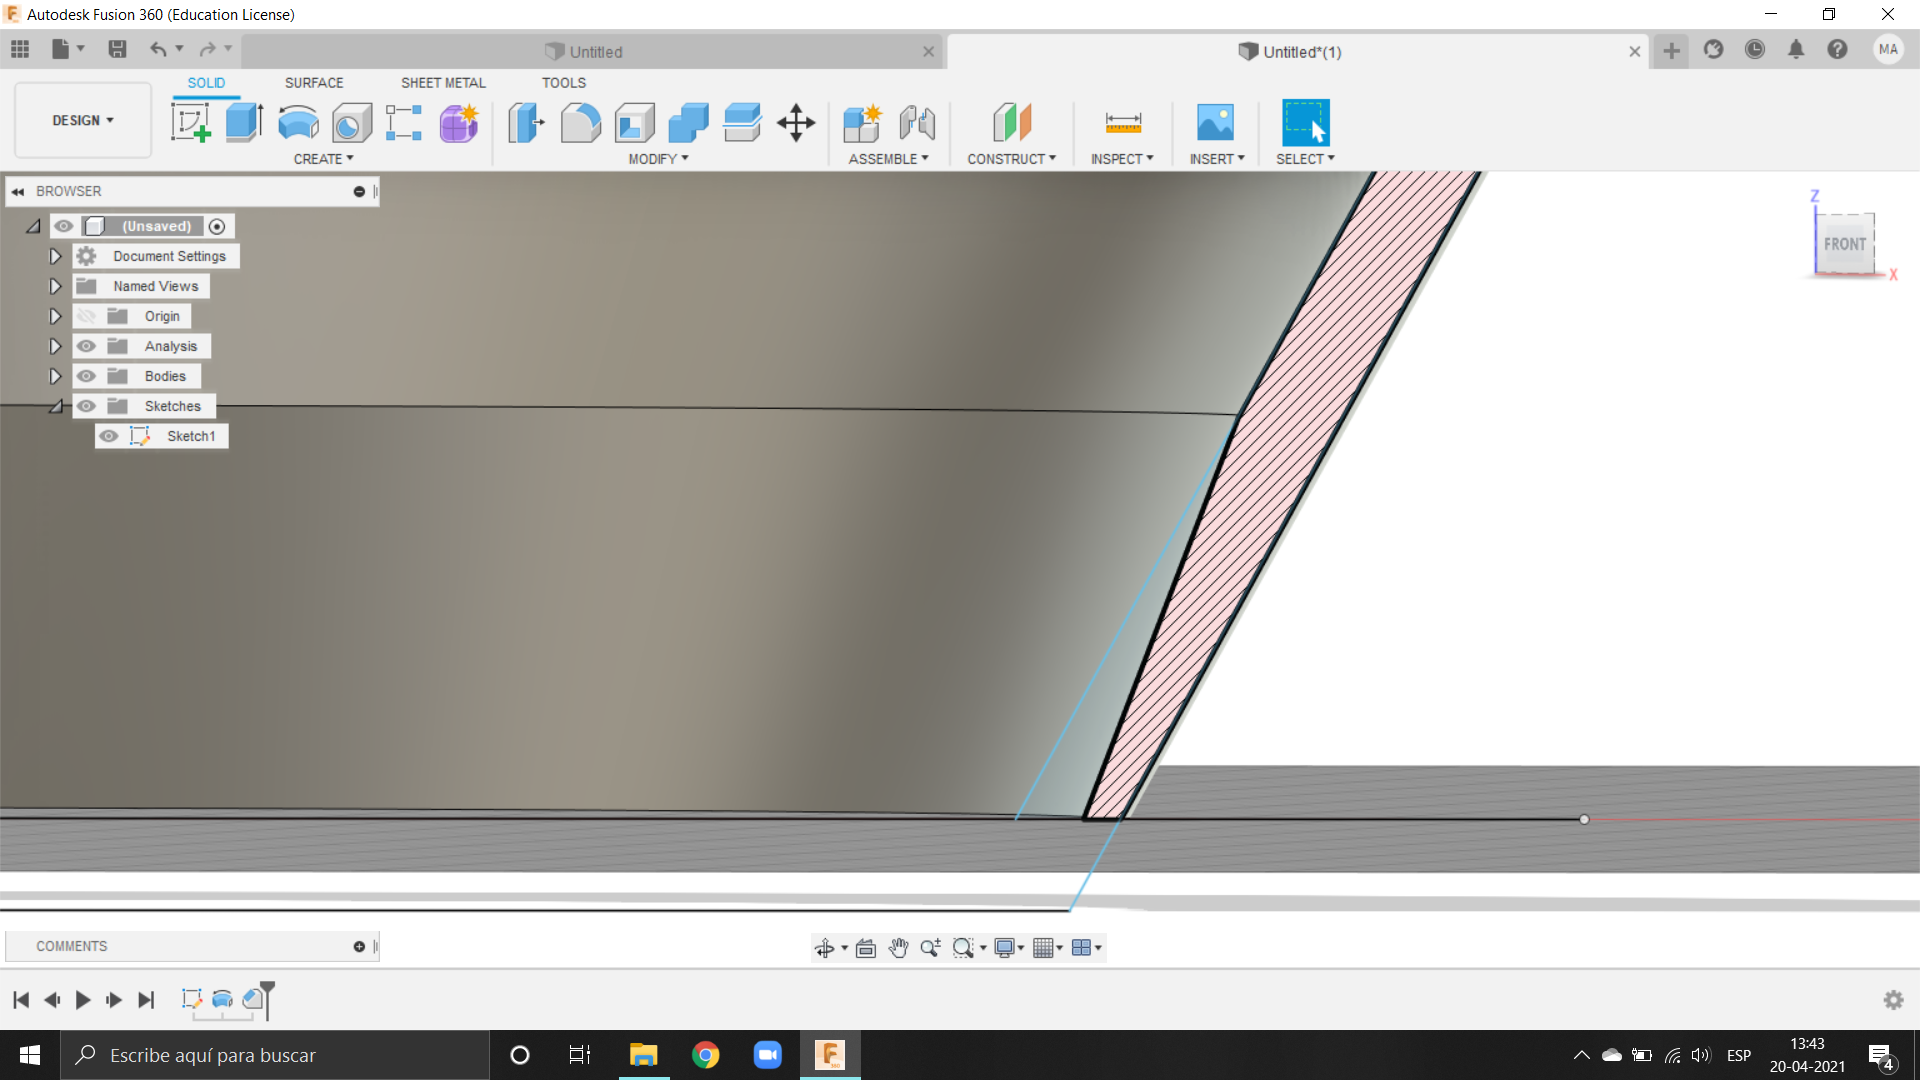 Autodesk Fusion 360 (Education License)
Untitled
Untitled*(1)
MA
DESIGN
SOLID
SURFACE
SHEET METAL
TOOLS
CREATE
MODIFY
ASSEMBLE
CONSTRUCT
INSPECT
INSERT
SELECT
BROWSER
(Unsaved)
Document Settings
Named Views
Origin
Analysis
Bodies
Sketches
Sketch1
Z
FRONT
X
COMMENTS
Escribe aquí para buscar
F
ESP
13:43
20-04-2021
4